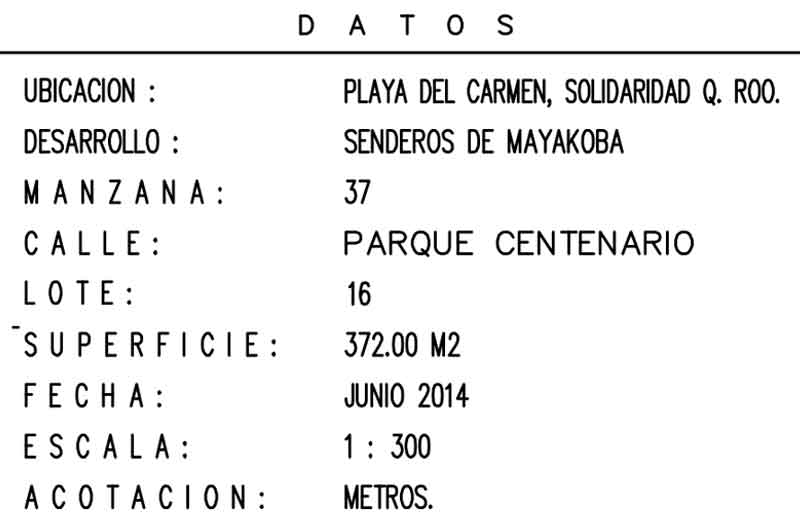 DATOS
UBICACION : PLAYA DEL CARMEN, SOLIDARIDAD Q. ROO.
DESARROLLO : SENDEROS DE MAYAKOBA
MANZANA: 37
CALLE: PARQUE CENTENARIO
LOTE: 16
SUPERFICIE: 372.00 M2
FECHA: JUNIO 2014
ESCALA: 1 : 300
ACOTACION: METROS.